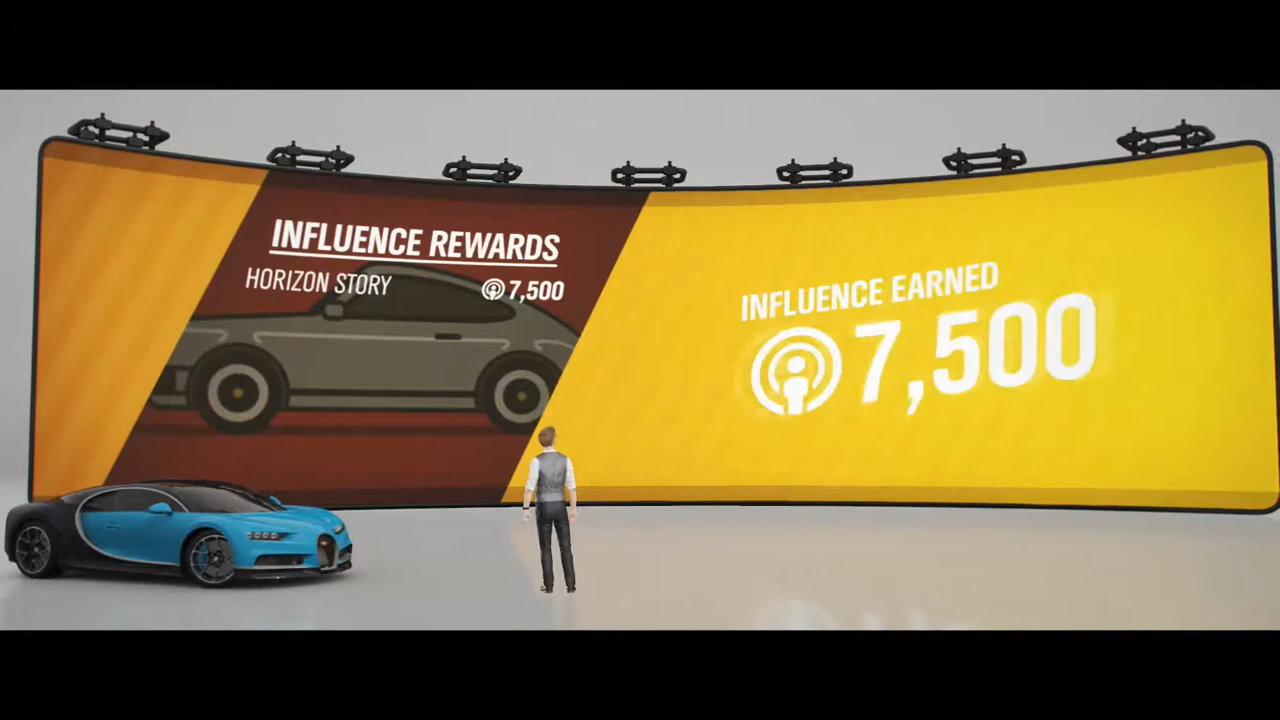 INFLUENCE REWARDS
HORIZON STORY 7,500
INFLUENCE EARNED
7,500